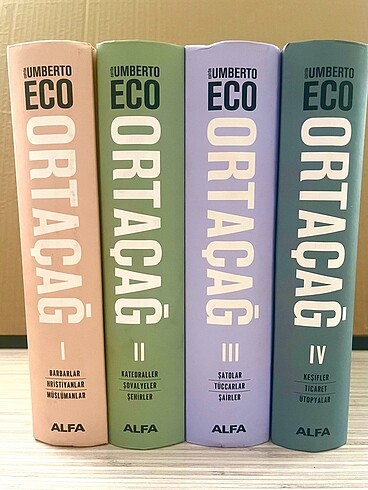 UMBERTO
ECO
ORTAÇAĞ
I
BARBARLAR
HRİSTİYANLAR
MÜSLÜMANLAR
ALFA
UMBERTO
ECO
ORTAÇAĞ
II
KATEDRALLER
ŞOVALYELER
ŞEHİRLER
ALFA
UMBERTO
ECO
ORTAÇAĞ
III
ŞATOLAR
TÜCCARLAR
ŞAİRLER
ALFA
UMBERTO
ECO
ORTAÇAĞ
IV
KEŞİFLER
TİCARET
ÜTOPYALAR
ALFA